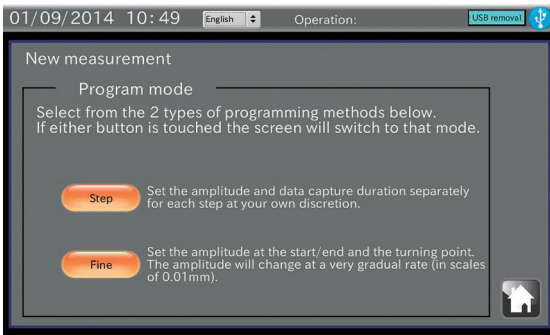 01/09/2014 10:49 English Operation: USB removal
New measurement
Program mode
Select from the 2 types of programming methods below.
If either button is touched the screen will switch to that mode.
Step
Set the amplitude and data capture duration separately
for each step at your own discretion.
Fine
Set the amplitude at the start/end and the turning point.
The amplitude will change at a very gradual rate (in scales
of 0.01mm).